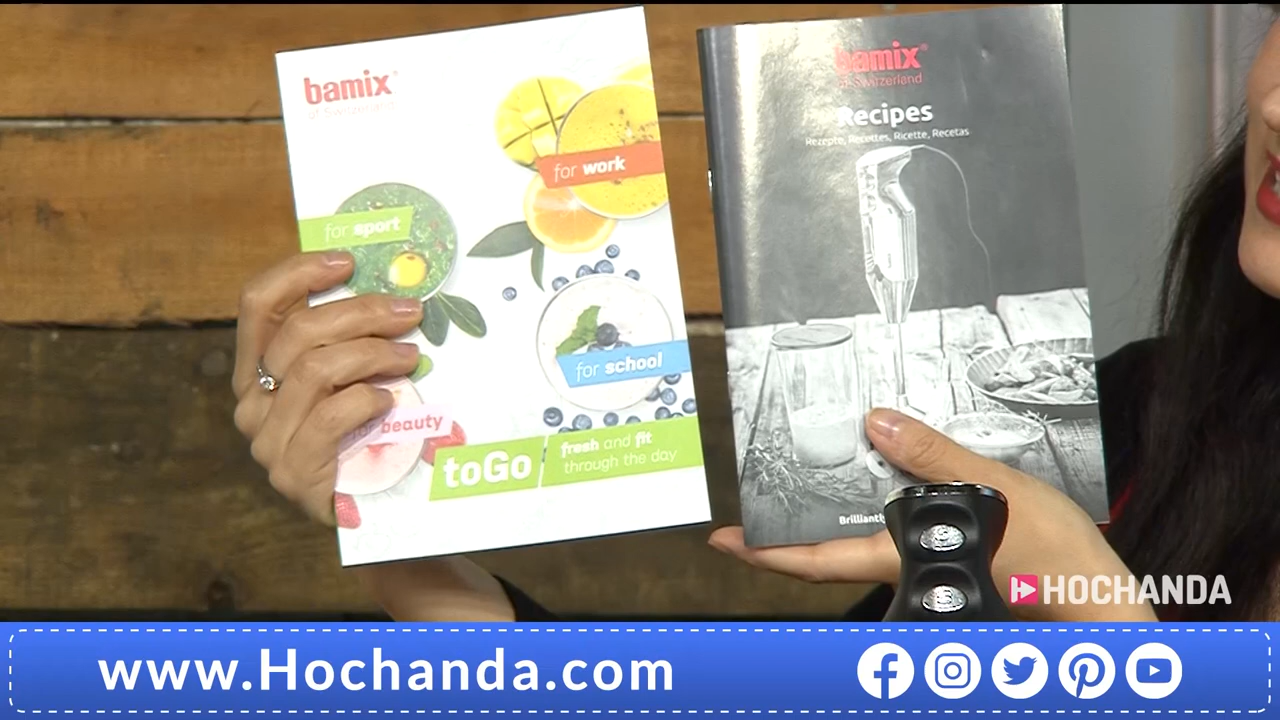 bamix®
of Switzerland
for work
for sport
for school
for beauty
toGo
fresh and fit
through the day
bamix®
of Switzerland
Recipes
Rezepte, Recettes, Ricette, Recetas
HOCHANDA
www.Hochanda.com